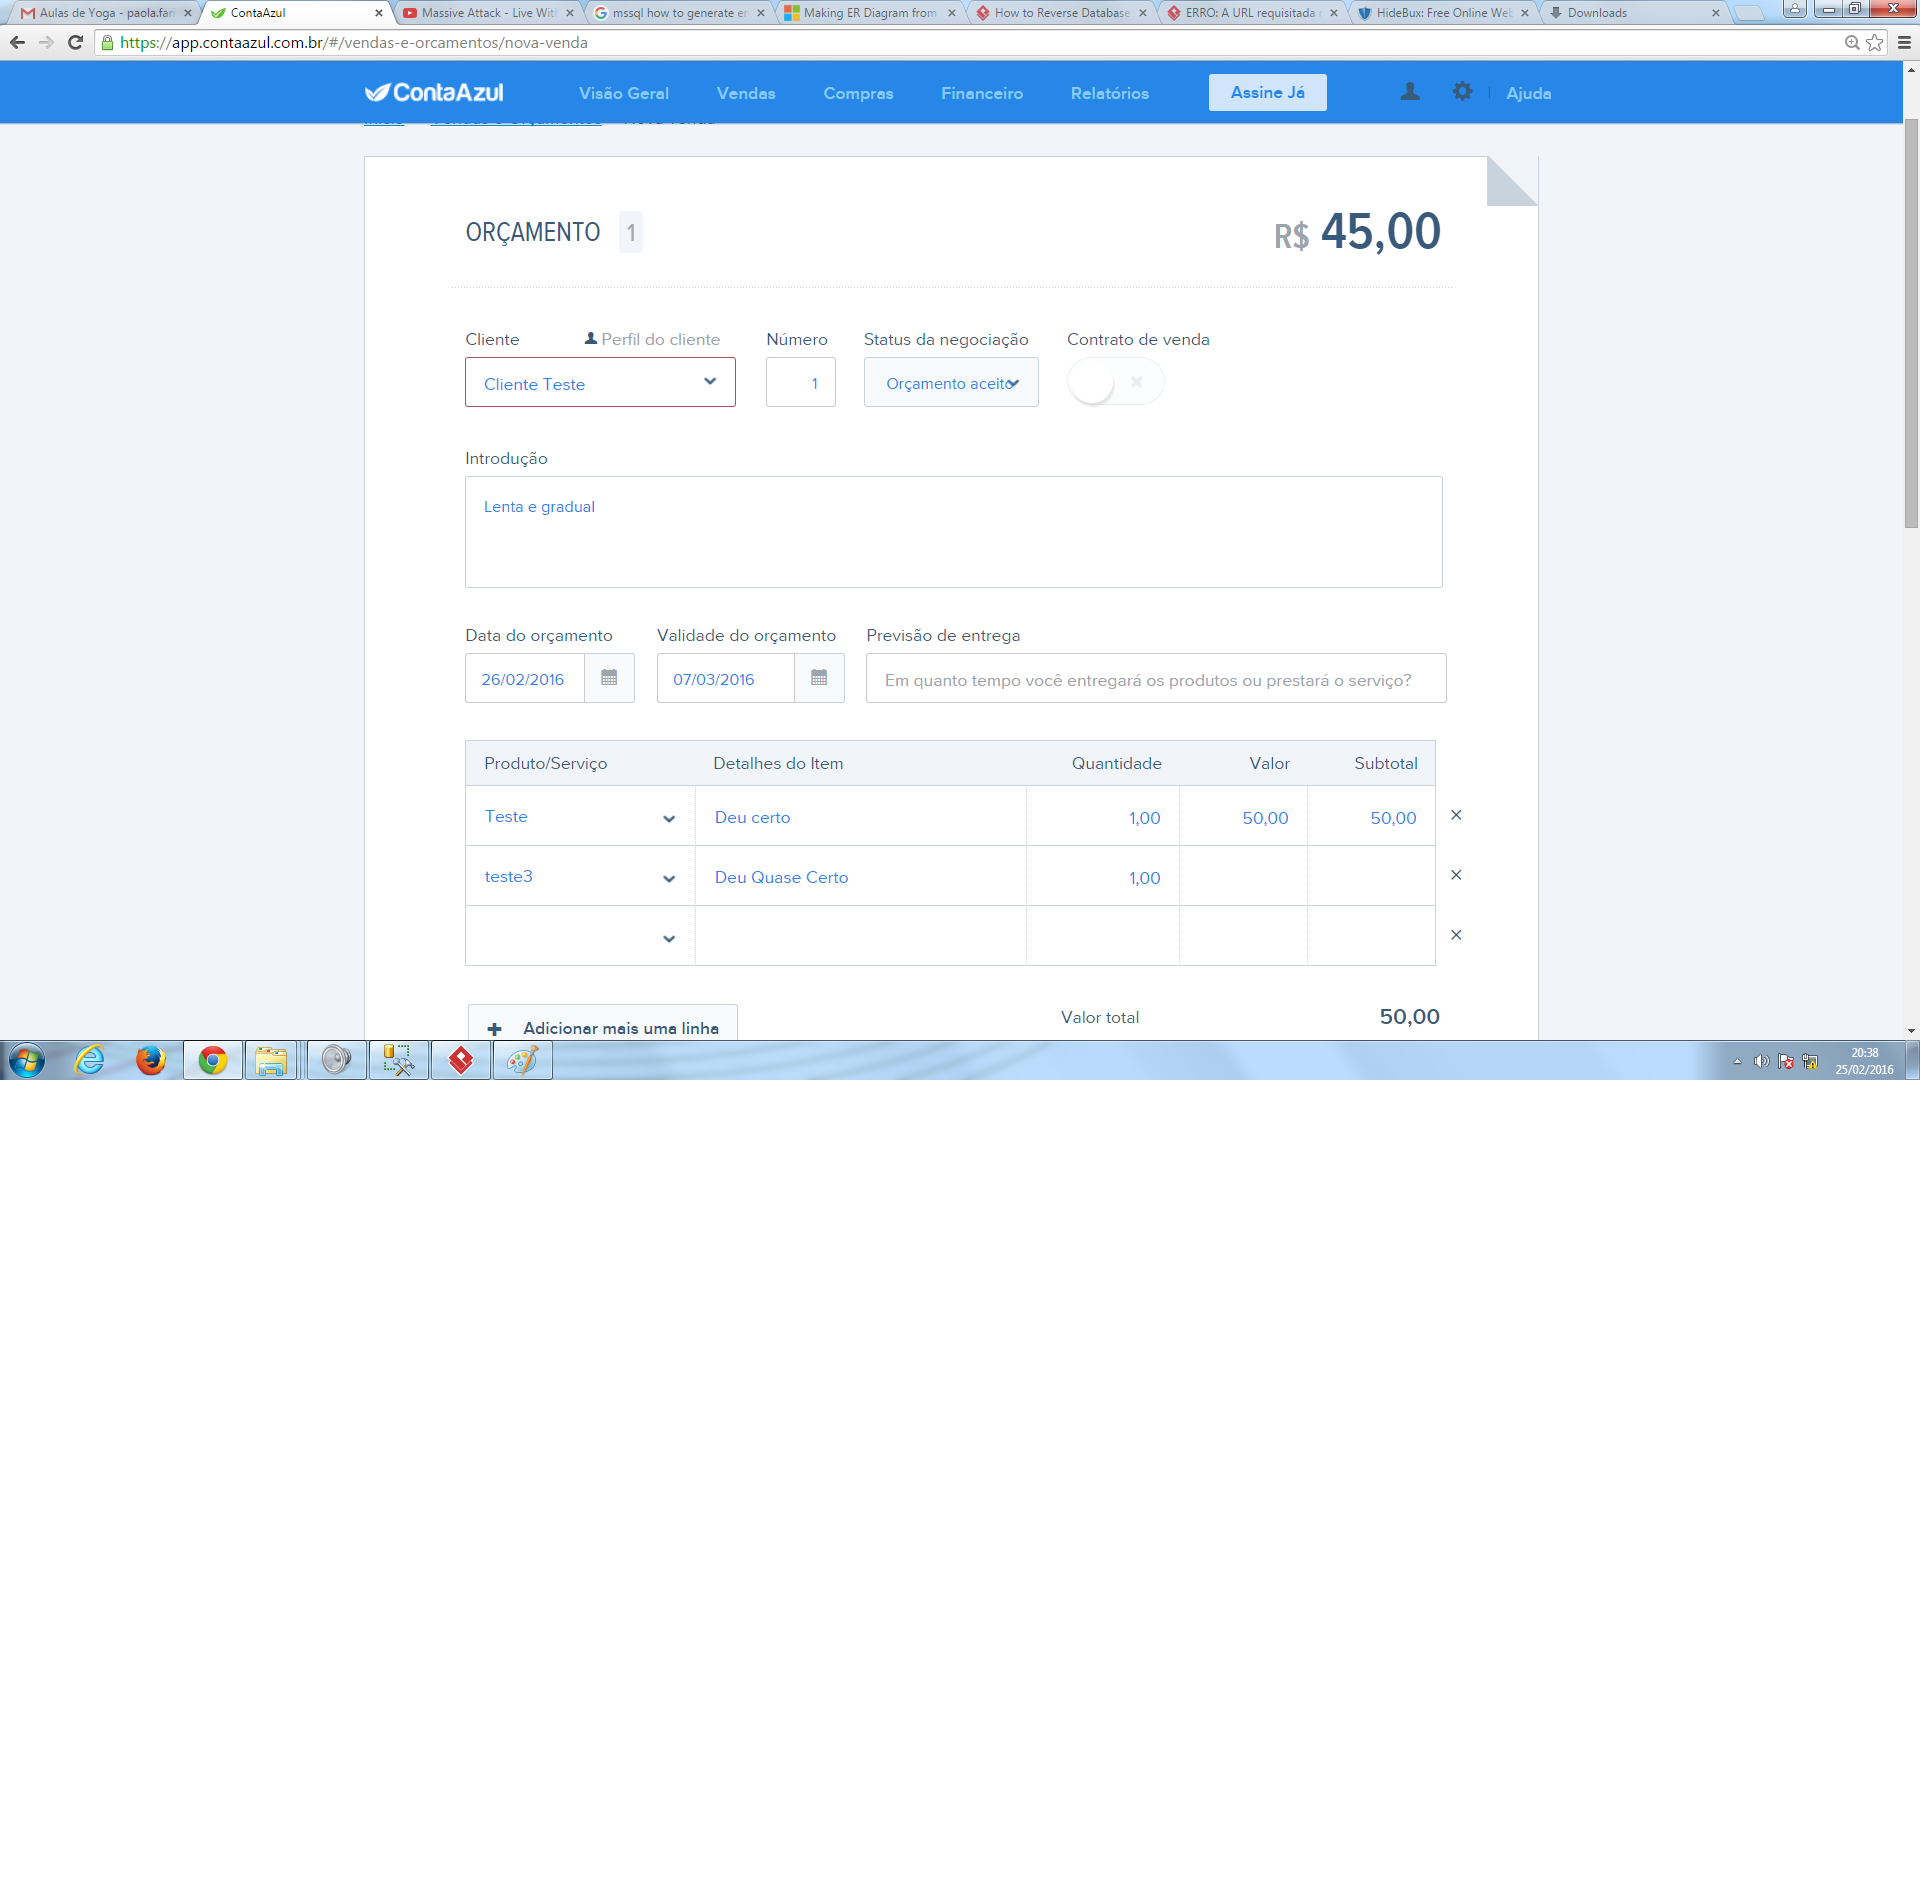 Aulas de Yoga - paola.fari
ContaAzul
Massive Attack - Live Wit
mssql how to generate e
Making ER Diagram from
How to Reverse Database
ERRO: A URL requisitada
HideBux: Free Online Web
Downloads
https://app.contaazul.com.br/#/vendas-e-orcamentos/nova-venda
ContaAzul
Visão Geral
Vendas
Compras
Financeiro
Relatórios
Assine Já
Ajuda
ORÇAMENTO 1
R$ 45,00
Cliente
Perfil do cliente
Número
Status da negociação
Contrato de venda
Cliente Teste
1
Orçamento aceito
Introdução
Lenta e gradual
Data do orçamento
Validade do orçamento
Previsão de entrega
26/02/2016
07/03/2016
Em quanto tempo você entregará os produtos ou prestará o serviço?
Produto/Serviço Detalhes do Item Quantidade Valor Subtotal
Teste Deu certo 1,00 50,00 50,00
teste3 Deu Quase Certo 1,00
Adicionar mais uma linha
Valor total 50,00
20:38
25/02/2016